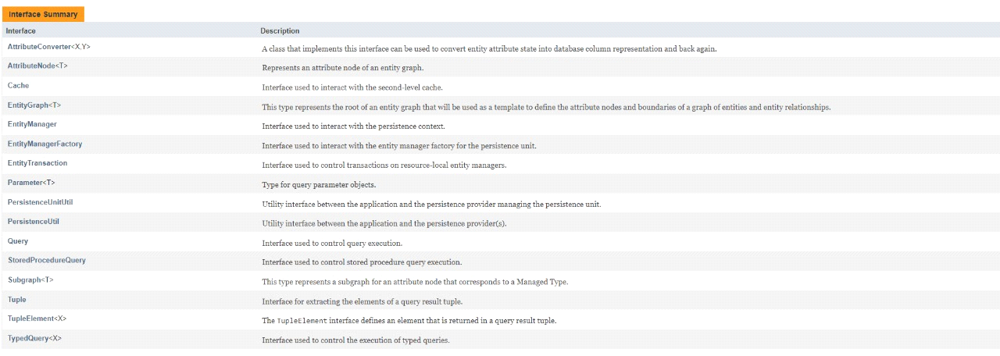 Interface Summary
Interface Description
AttributeConverter<X,Y> A class that implements this interface can be used to convert entity attribute state into database column representation and back again.
AttributeNode<T> Represents an attribute node of an entity graph.
Cache Interface used to interact with the second-level cache.
EntityGraph<T> This type represents the root of an entity graph that will be used as a template to define the attribute nodes and boundaries of a graph of entities and entity relationships.
EntityManager Interface used to interact with the persistence context.
EntityManagerFactory Interface used to interact with the entity manager factory for the persistence unit.
EntityTransaction Interface used to control transactions on resource-local entity managers.
Parameter<T> Type for query parameter objects.
PersistenceUnitUtil Utility interface between the application and the persistence provider managing the persistence unit.
PersistenceUtil Utility interface between the application and the persistence provider(s).
Query Interface used to control query execution.
StoredProcedureQuery Interface used to control stored procedure query execution.
Subgraph<T> This type represents a subgraph for an attribute node that corresponds to a Managed Type.
Tuple Interface for extracting the elements of a query result tuple.
TupleElement<X> The TupleElement interface defines an element that is returned in a query result tuple.
TypedQuery<X> Interface used to control the execution of typed queries.